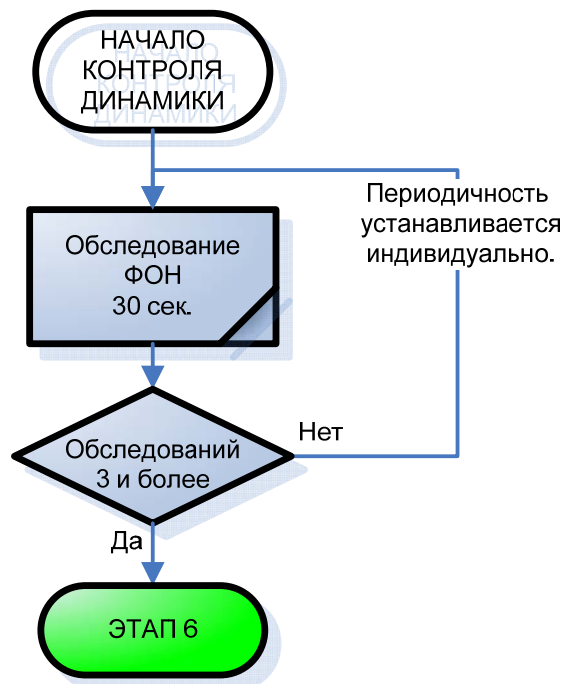 НАЧАЛО
КОНТРОЛЯ
ДИНАМИКИ
Периодичность
устанавливается
индивидуально.
Обследование
ФОН
30 сек.
Обследований
3 и более
Нет
Да
ЭТАП 6